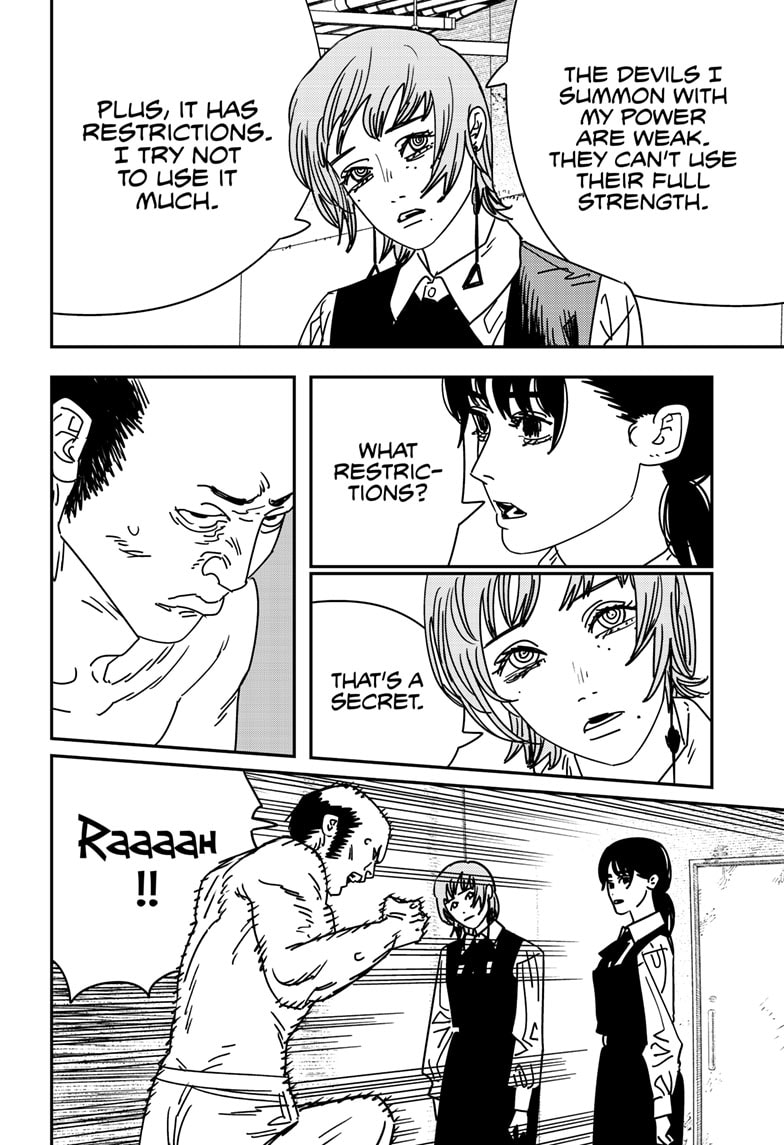 THE DEVILS I
SUMMON WITH
MY POWER
ARE WEAK.
THEY CAN'T USE
THEIR FULL
STRENGTH.
PLUS, IT HAS
RESTRICTIONS.
I TRY NOT
TO USE IT
MUCH.
WHAT
RESTRIC-
TIONS?
THAT'S A
SECRET.
RAAAAH
!!